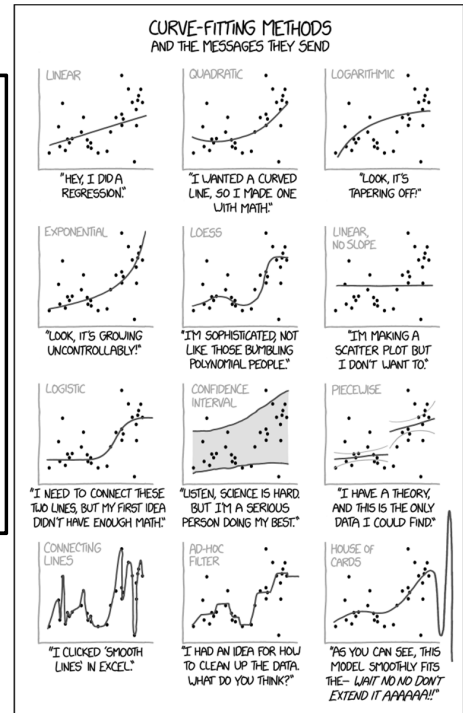 CURVE-FITTING METHODS
AND THE MESSAGES THEY SEND
LINEAR
"HEY, I DID A
REGRESSION."
QUADRATIC
"I WANTED A CURVED
LINE, SO I MADE ONE
WITH MATH."
LOGARITHMIC
"LOOK, IT'S
TAPERING OFF!"
EXPONENTIAL
"LOOK, IT'S GROWING
UNCONTROLLABLY!"
LOESS
"I'M SOPHISTICATED, NOT
LIKE THOSE BUMBLING
POLYNOMIAL PEOPLE."
LINEAR,
NO SLOPE
"I'M MAKING A
SCATTER PLOT BUT
I DON'T WANT TO."
LOGISTIC
"I NEED TO CONNECT THESE
TWO LINES, BUT MY FIRST IDEA
DIDN'T HAVE ENOUGH MATH."
CONFIDENCE
INTERVAL
"LISTEN, SCIENCE IS HARD.
BUT I'M A SERIOUS
PERSON DOING MY BEST."
PIECEWISE
"I HAVE A THEORY,
AND THIS IS THE ONLY
DATA I COULD FIND."
CONNECTING
LINES
"I CLICKED 'SMOOTH
LINES' IN EXCEL."
AD-HOC
FILTER
"I HAD AN IDEA FOR HOW
TO CLEAN UP THE DATA.
WHAT DO YOU THINK?"
HOUSE OF
CARDS
"AS YOU CAN SEE, THIS
MODEL SMOOTHLY FITS
THE- WAIT NO NO DON'T
EXTEND IT AAAAAA!!"